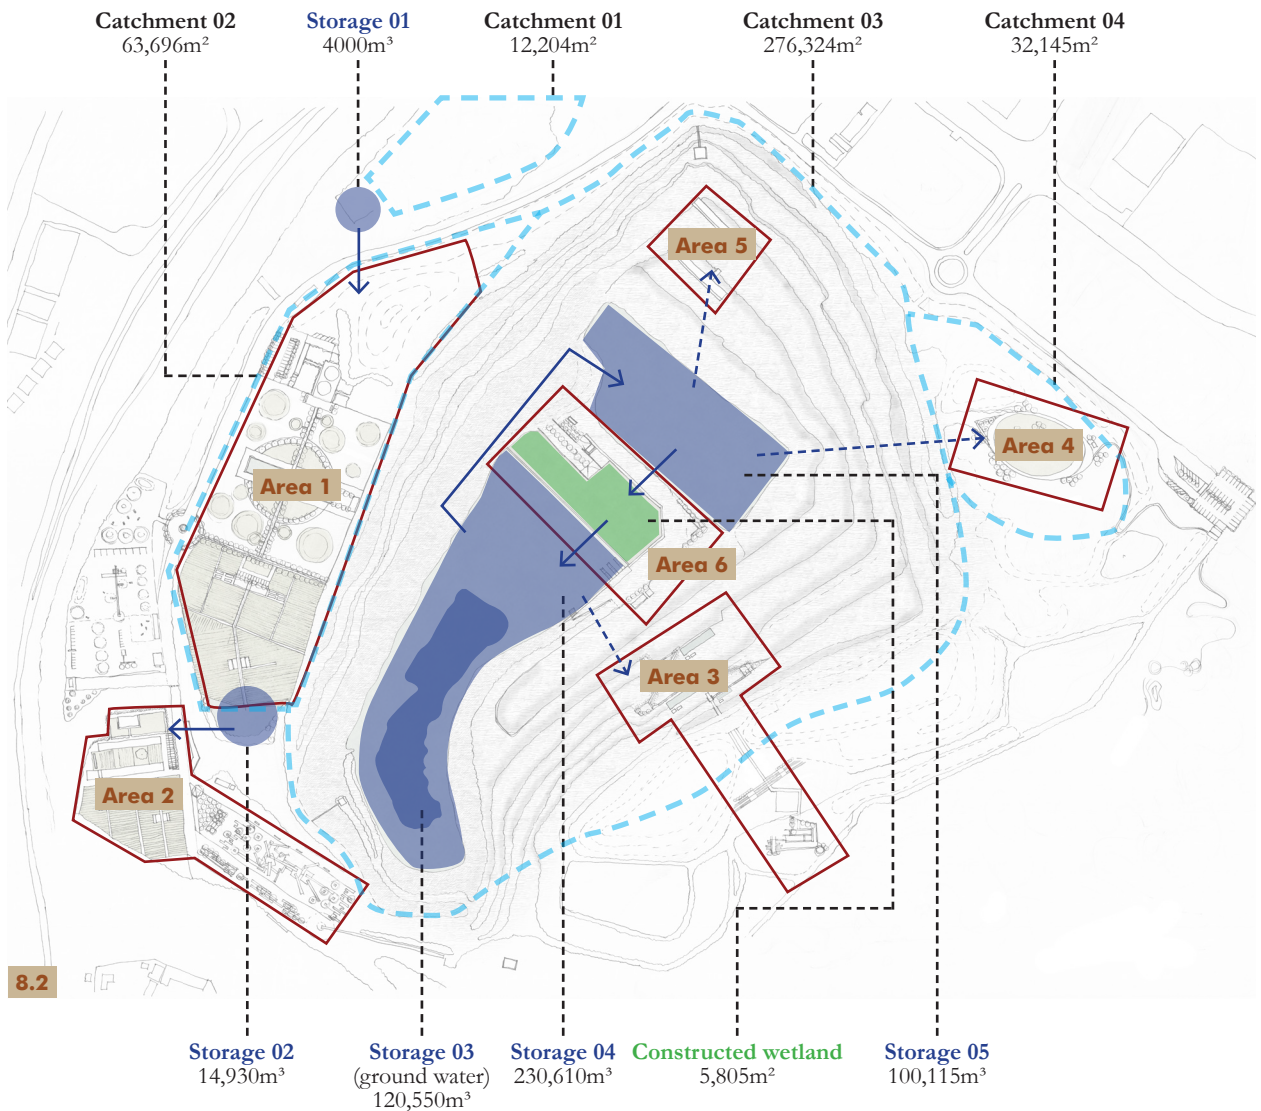 Catchment 02
63,696m²
Storage 01
4000m³
Catchment 01
12,204m²
Catchment 03
276,324m²
Catchment 04
32,145m²
Area 5
Area 4
Area 1
Area 6
Area 3
Area 2
8.2
Storage 02
14,930m³
Storage 03
(ground water)
120,550m³
Storage 04
230,610m³
Constructed wetland
5,805m²
Storage 05
100,115m³